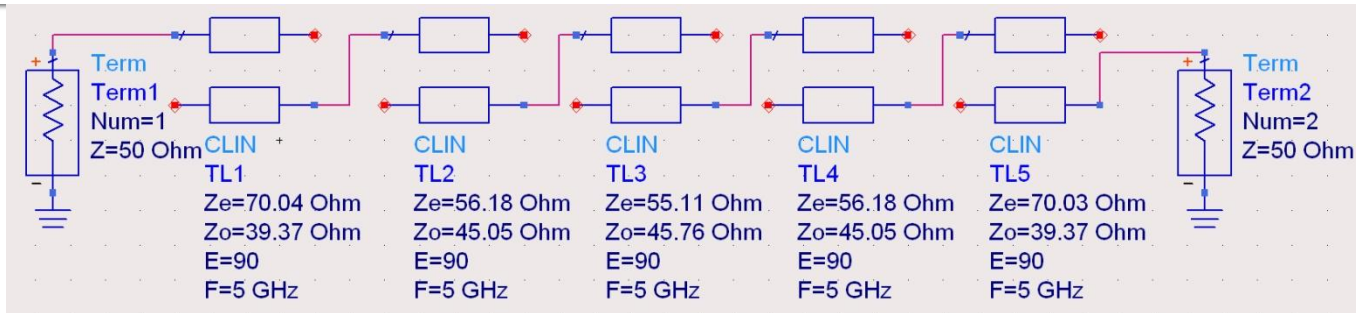 +
Term
Term1
Num=1
Z=50 Ohm
-
CLIN
TL1
Ze=70.04 Ohm
Zo=39.37 Ohm
E=90
F=5 GHz
CLIN
TL2
Ze=56.18 Ohm
Zo=45.05 Ohm
E=90
F=5 GHz
CLIN
TL3
Ze=55.11 Ohm
Zo=45.76 Ohm
E=90
F=5 GHz
CLIN
TL4
Ze=56.18 Ohm
Zo=45.05 Ohm
E=90
F=5 GHz
CLIN
TL5
Ze=70.03 Ohm
Zo=39.37 Ohm
E=90
F=5 GHz
+
Term
Term2
Num=2
Z=50 Ohm
-